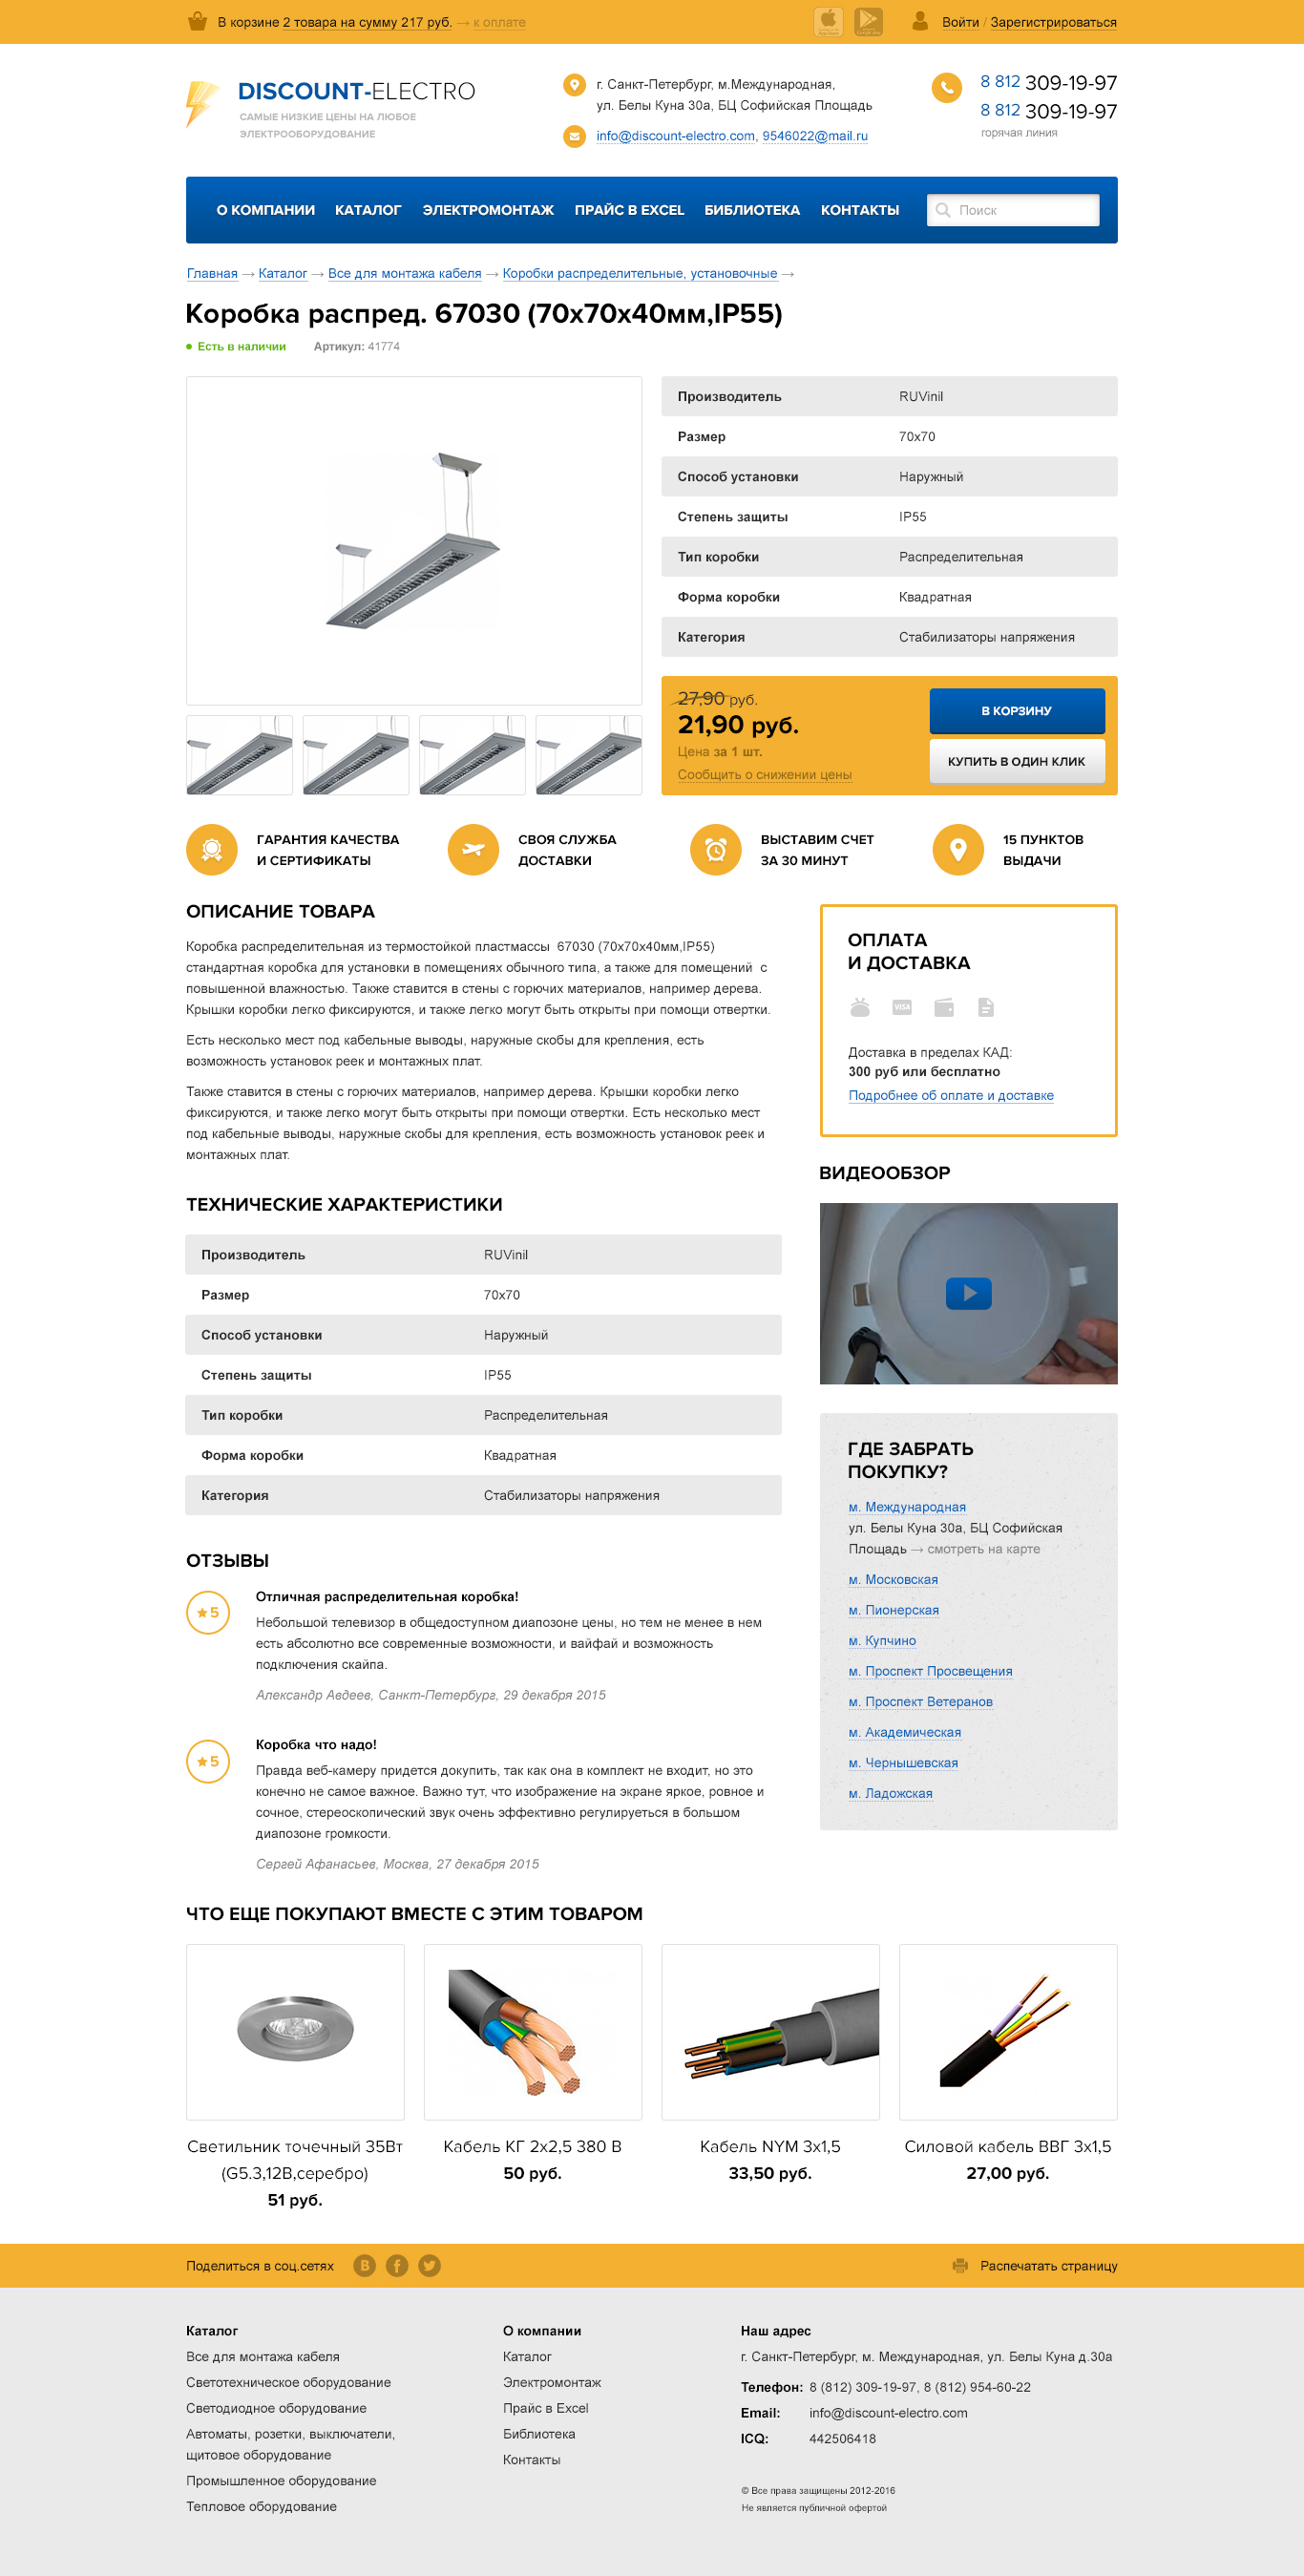 В корзине 2 товара на сумму 217 руб. → к оплате
Войти / Зарегистрироваться
DISCOUNT-ELECTRO
САМЫЕ НИЗКИЕ ЦЕНЫ НА ЛЮБОЕ
ЭЛЕКТРООБОРУДОВАНИЕ
г. Санкт-Петербург, м.Международная,
ул. Белы Куна 30а, БЦ Софийская Площадь
info@discount-electro.com, 9546022@mail.ru
8 812 309-19-97
8 812 309-19-97
горячая линия
О КОМПАНИИ КАТАЛОГ ЭЛЕКТРОМОНТАЖ ПРАЙС В EXCEL БИБЛИОТЕКА КОНТАКТЫ Поиск
Главная → Каталог → Все для монтажа кабеля → Коробки распределительные, установочные →
Коробка распред. 67030 (70х70х40мм,IP55)
Есть в наличии Артикул: 41774
Производитель RUVinil
Размер 70х70
Способ установки Наружный
Степень защиты IP55
Тип коробки Распределительная
Форма коробки Квадратная
Категория Стабилизаторы напряжения
27,90 руб.
21,90 руб.
Цена за 1 шт.
Сообщить о снижении цены
В КОРЗИНУ
КУПИТЬ В ОДИН КЛИК
ГАРАНТИЯ КАЧЕСТВА
И СЕРТИФИКАТЫ
СВОЯ СЛУЖБА
ДОСТАВКИ
ВЫСТАВИМ СЧЕТ
ЗА 30 МИНУТ
15 ПУНКТОВ
ВЫДАЧИ
ОПИСАНИЕ ТОВАРА
Коробка распределительная из термостойкой пластмассы  67030 (70х70х40мм,IP55)
стандартная коробка для установки в помещениях обычного типа, а также для помещений  с
повышенной влажностью. Также ставится в стены с горючих материалов, например дерева.
Крышки коробки легко фиксируются, и также легко могут быть открыты при помощи отвертки.
Есть несколько мест под кабельные выводы, наружные скобы для крепления, есть
возможность установок реек и монтажных плат.
Также ставится в стены с горючих материалов, например дерева. Крышки коробки легко
фиксируются, и также легко могут быть открыты при помощи отвертки. Есть несколько мест
под кабельные выводы, наружные скобы для крепления, есть возможность установок реек и
монтажных плат.
ТЕХНИЧЕСКИЕ ХАРАКТЕРИСТИКИ
Производитель RUVinil
Размер 70х70
Способ установки Наружный
Степень защиты IP55
Тип коробки Распределительная
Форма коробки Квадратная
Категория Стабилизаторы напряжения
ОТЗЫВЫ
5
Отличная распределительная коробка!
Небольшой телевизор в общедоступном диапозоне цены, но тем не менее в нем
есть абсолютно все современные возможности, и вайфай и возможность
подключения скайпа.
Александр Авдеев, Санкт-Петербург, 29 декабря 2015
5
Коробка что надо!
Правда веб-камеру придется докупить, так как она в комплект не входит, но это
конечно не самое важное. Важно тут, что изображение на экране яркое, ровное и
сочное, стереоскопический звук очень эффективно регулируеться в большом
диапозоне громкости.
Сергей Афанасьев, Москва, 27 декабря 2015
ОПЛАТА
И ДОСТАВКА
VISA
Доставка в пределах КАД:
300 руб или бесплатно
Подробнее об оплате и доставке
ВИДЕООБЗОР
ГДЕ ЗАБРАТЬ
ПОКУПКУ?
м. Международная
ул. Белы Куна 30а, БЦ Софийская
Площадь → смотреть на карте
м. Московская
м. Пионерская
м. Купчино
м. Проспект Просвещения
м. Проспект Ветеранов
м. Академическая
м. Чернышевская
м. Ладожская
ЧТО ЕЩЕ ПОКУПАЮТ ВМЕСТЕ С ЭТИМ ТОВАРОМ
Светильник точечный 35Вт
(G5.3,12В,серебро)
51 руб.
Кабель КГ 2х2,5 380 В
50 руб.
Кабель NYM 3х1,5
33,50 руб.
Силовой кабель ВВГ 3х1,5
27,00 руб.
Поделиться в соц.сетях
Распечатать страницу
Каталог
Все для монтажа кабеля
Светотехническое оборудование
Светодиодное оборудование
Автоматы, розетки, выключатели,
щитовое оборудование
Промышленное оборудование
Тепловое оборудование
О компании
Каталог
Электромонтаж
Прайс в Excel
Библиотека
Контакты
Наш адрес
г. Санкт-Петербург, м. Международная, ул. Белы Куна д.30а
Телефон: 8 (812) 309-19-97, 8 (812) 954-60-22
Email: info@discount-electro.com
ICQ: 442506418
© Все права защищены 2012-2016
Не является публичной офертой